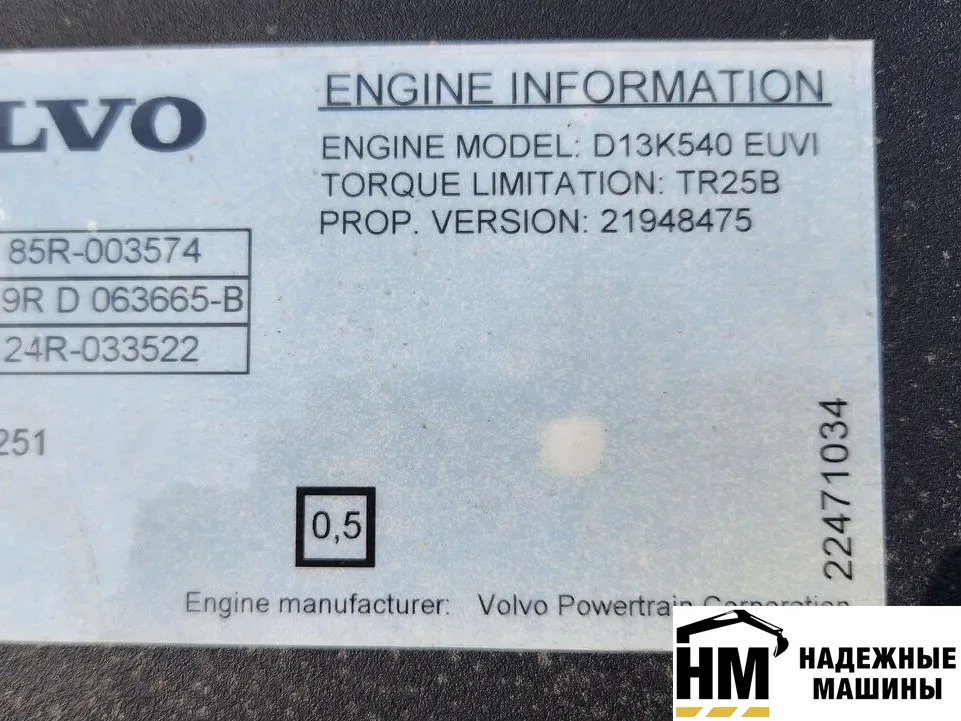 LVO
ENGINE INFORMATION
ENGINE MODEL: D13K540 EUVI
TORQUE LIMITATION: TR25B
PROP. VERSION: 21948475
85R-003574
9R D 063665-B
24R-033522
251
0,5
22471034
Engine manufacturer: Volvo Powertrain Corporation
НМ
НАДЕЖНЫЕ
МАШИНЫ